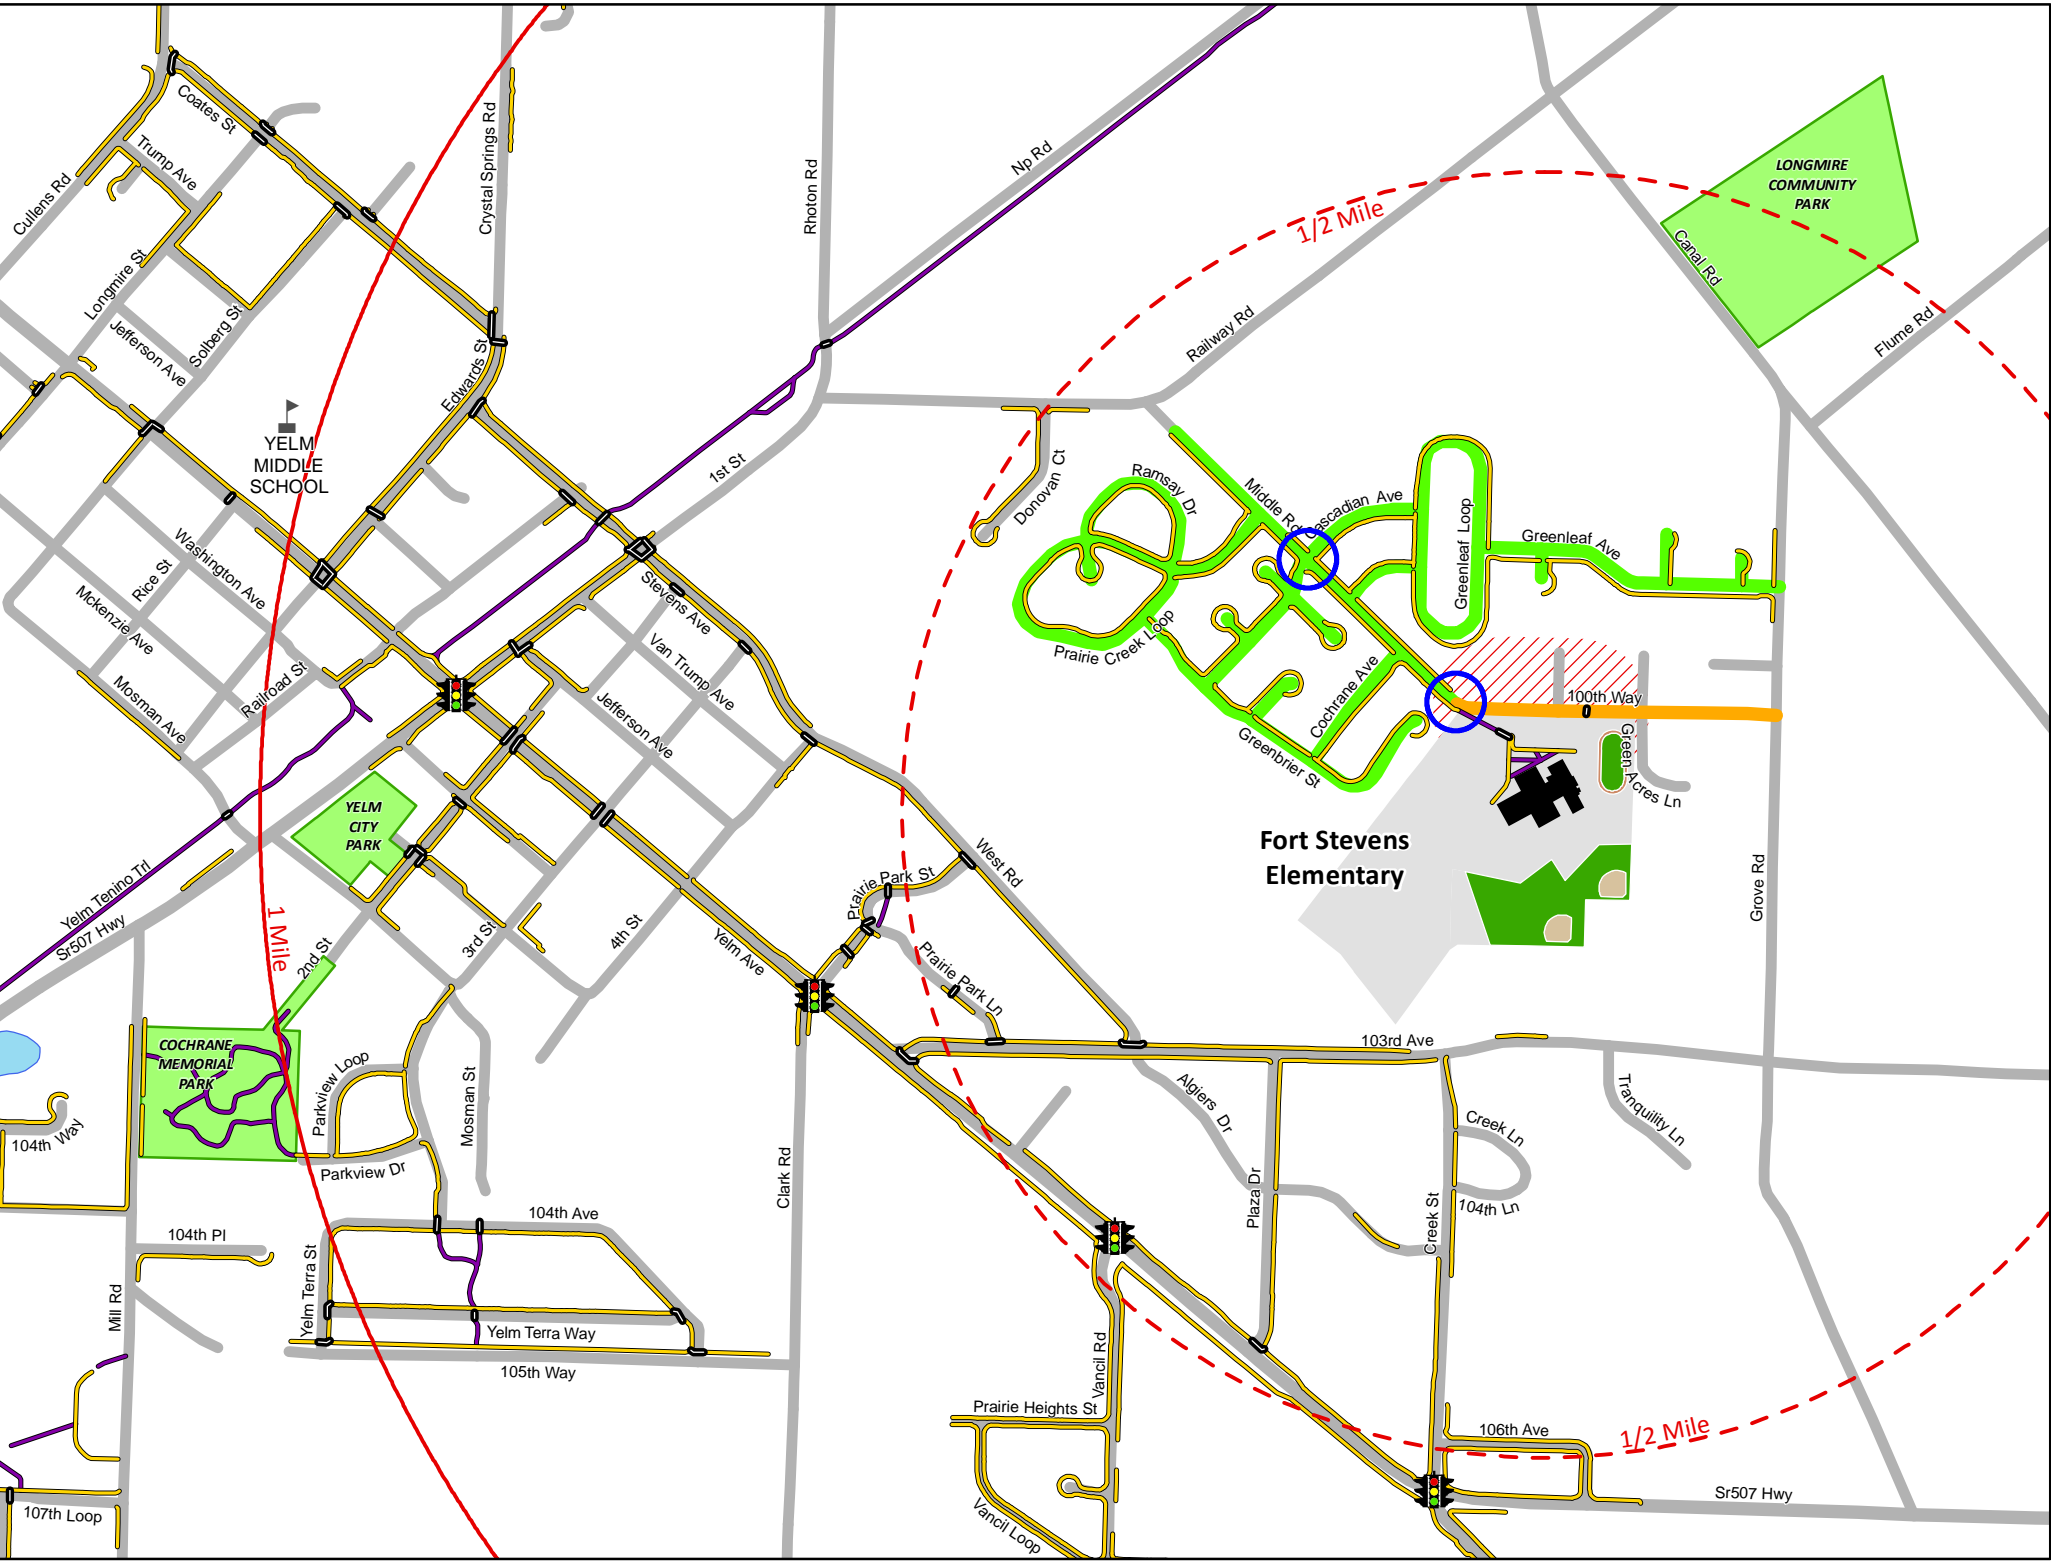 Coates St
Trump Ave
Cullens Rd
Crystal Springs Rd
Rhoton Rd
Np Rd
1/2 Mile
LONGMIRE
COMMUNITY
PARK
Canal Rd
Flume Rd
Railway Rd
Longmire St
Jefferson Ave
Solberg St
Edwards St
YELM
MIDDLE
SCHOOL
1st St
Donovan Ct
Ramsay Dr
Middle Rd
Cascadian Ave
Greenleaf Loop
Greenleaf Ave
Washington Ave
Rice St
Mckenzie Ave
Stevens Ave
Van Trump Ave
Prairie Creek Loop
Cochrane Ave
Mosman Ave
Railroad St
Jefferson Ave
100th Way
Greenbrier St
Green Acres Ln
YELM
CITY
PARK
Fort Stevens
Elementary
West Rd
Prairie Park St
Grove Rd
Yelm Tenino Trl
Sr507 Hwy
1 Mile
2nd St
3rd St
4th St
Yelm Ave
Prairie Park Ln
103rd Ave
COCHRANE
MEMORIAL
PARK
Parkview Loop
Mosman St
Algiers Dr
Tranquility Ln
Creek Ln
104th Way
Parkview Dr
Clark Rd
Plaza Dr
Creek St
104th Ln
104th Ave
104th Pl
Yelm Terra St
Mill Rd
Yelm Terra Way
105th Way
Vancil Rd
Prairie Heights St
106th Ave
1/2 Mile
Sr507 Hwy
107th Loop
Vancil Loop